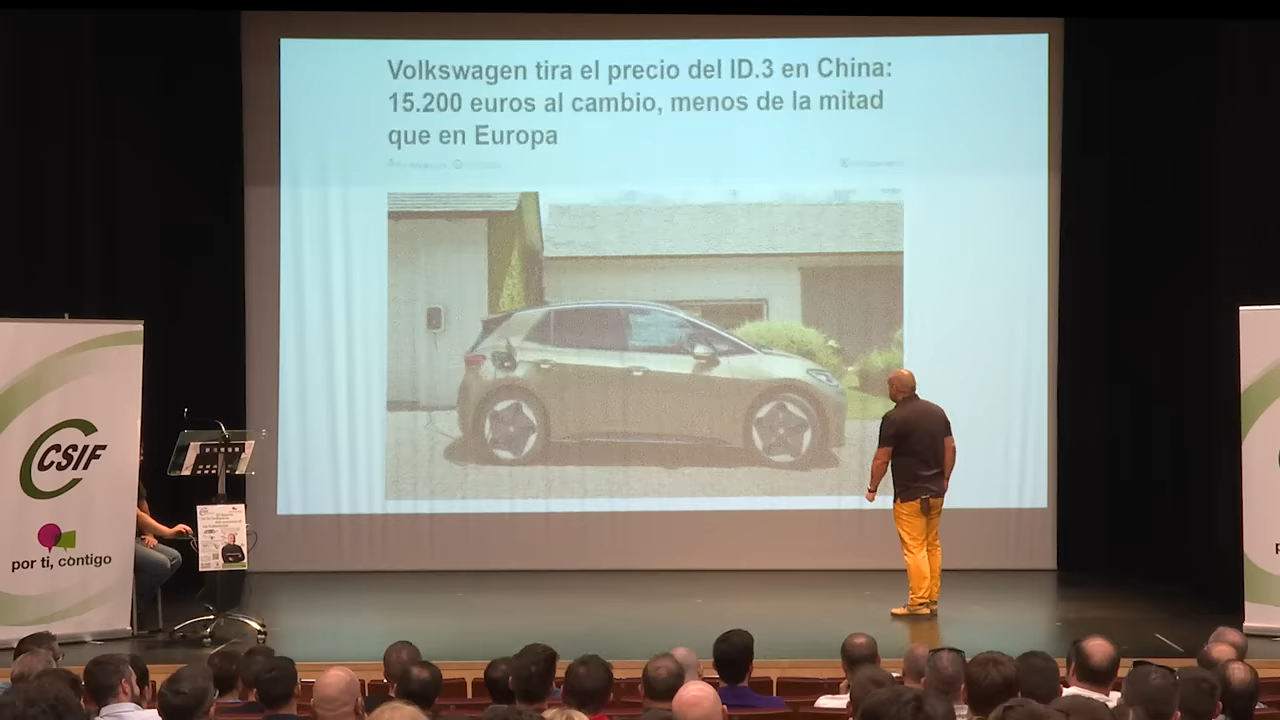 Volkswagen tira el precio del ID.3 en China:
15.200 euros al cambio, menos de la mitad
que en Europa
CSIF
por ti, contigo